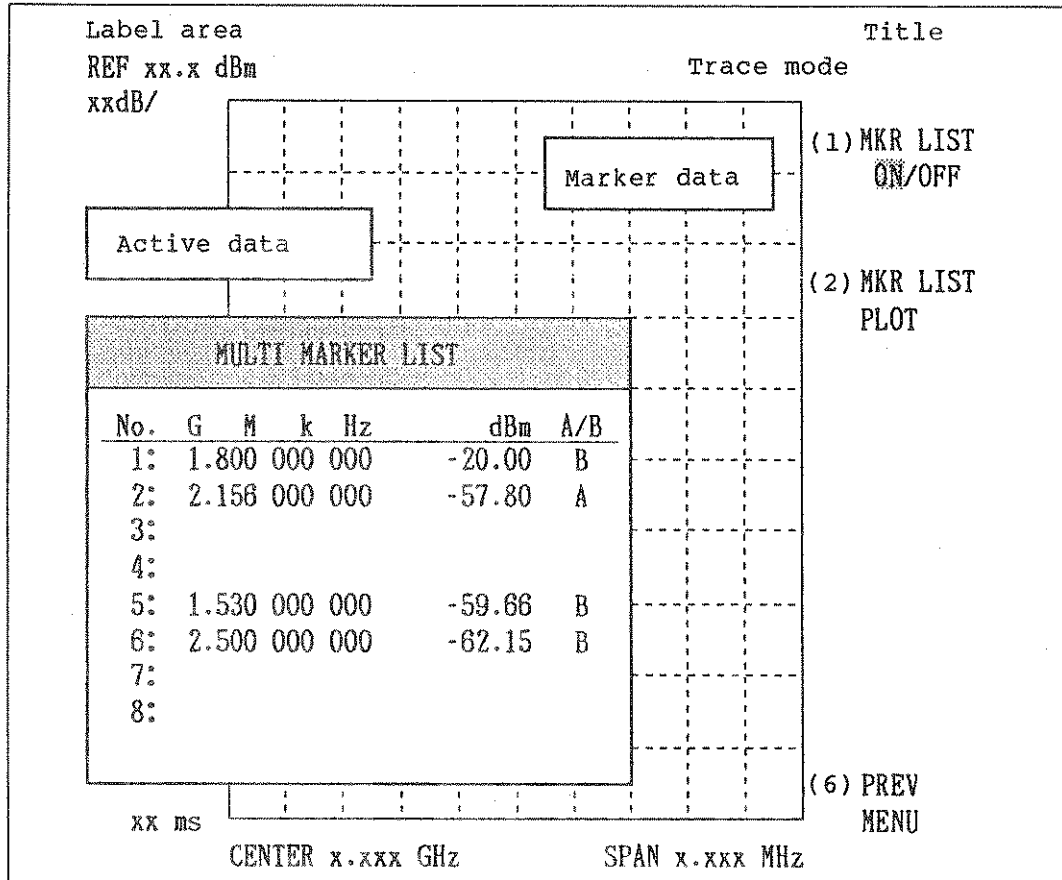 Label area
Title
REF xx.x dBm
Trace mode
xxdB/
(1) MKR LIST
ON/OFF
Marker data
Active data
(2) MKR LIST
PLOT
MULTI MARKER LIST
No. G M k Hz dBm A/B
1: 1.800 000 000 -20.00 B
2: 2.156 000 000 -57.80 A
3:
4:
5: 1.530 000 000 -59.66 B
6: 2.500 000 000 -62.15 B
7:
8:
(6) PREV
MENU
xx ms
CENTER x.xxx GHz SPAN x.xxx MHz